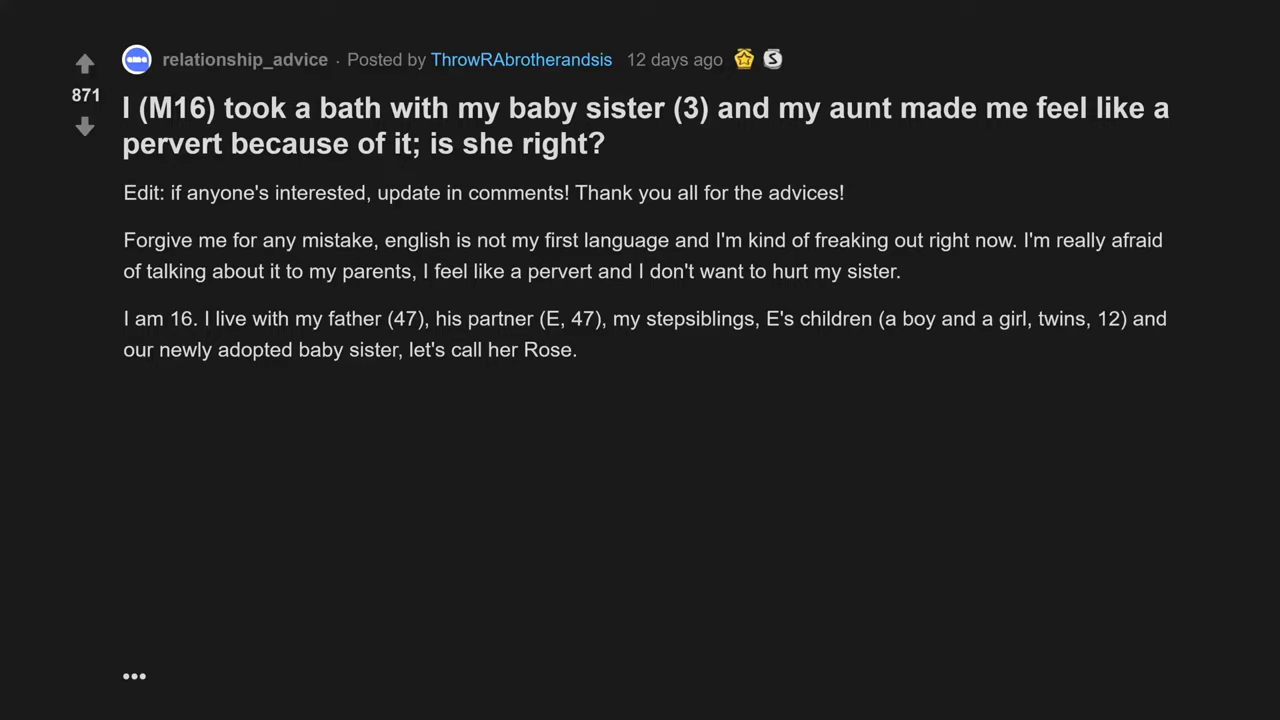 relationship_advice · Posted by ThrowRAbrotherandsis 12 days ago
871
I (M16) took a bath with my baby sister (3) and my aunt made me feel like a
pervert because of it; is she right?
Edit: if anyone's interested, update in comments! Thank you all for the advices!
Forgive me for any mistake, english is not my first language and I'm kind of freaking out right now. I'm really afraid
of talking about it to my parents, I feel like a pervert and I don't want to hurt my sister.
I am 16. I live with my father (47), his partner (E, 47), my stepsiblings, E's children (a boy and a girl, twins, 12) and
our newly adopted baby sister, let's call her Rose.
•••